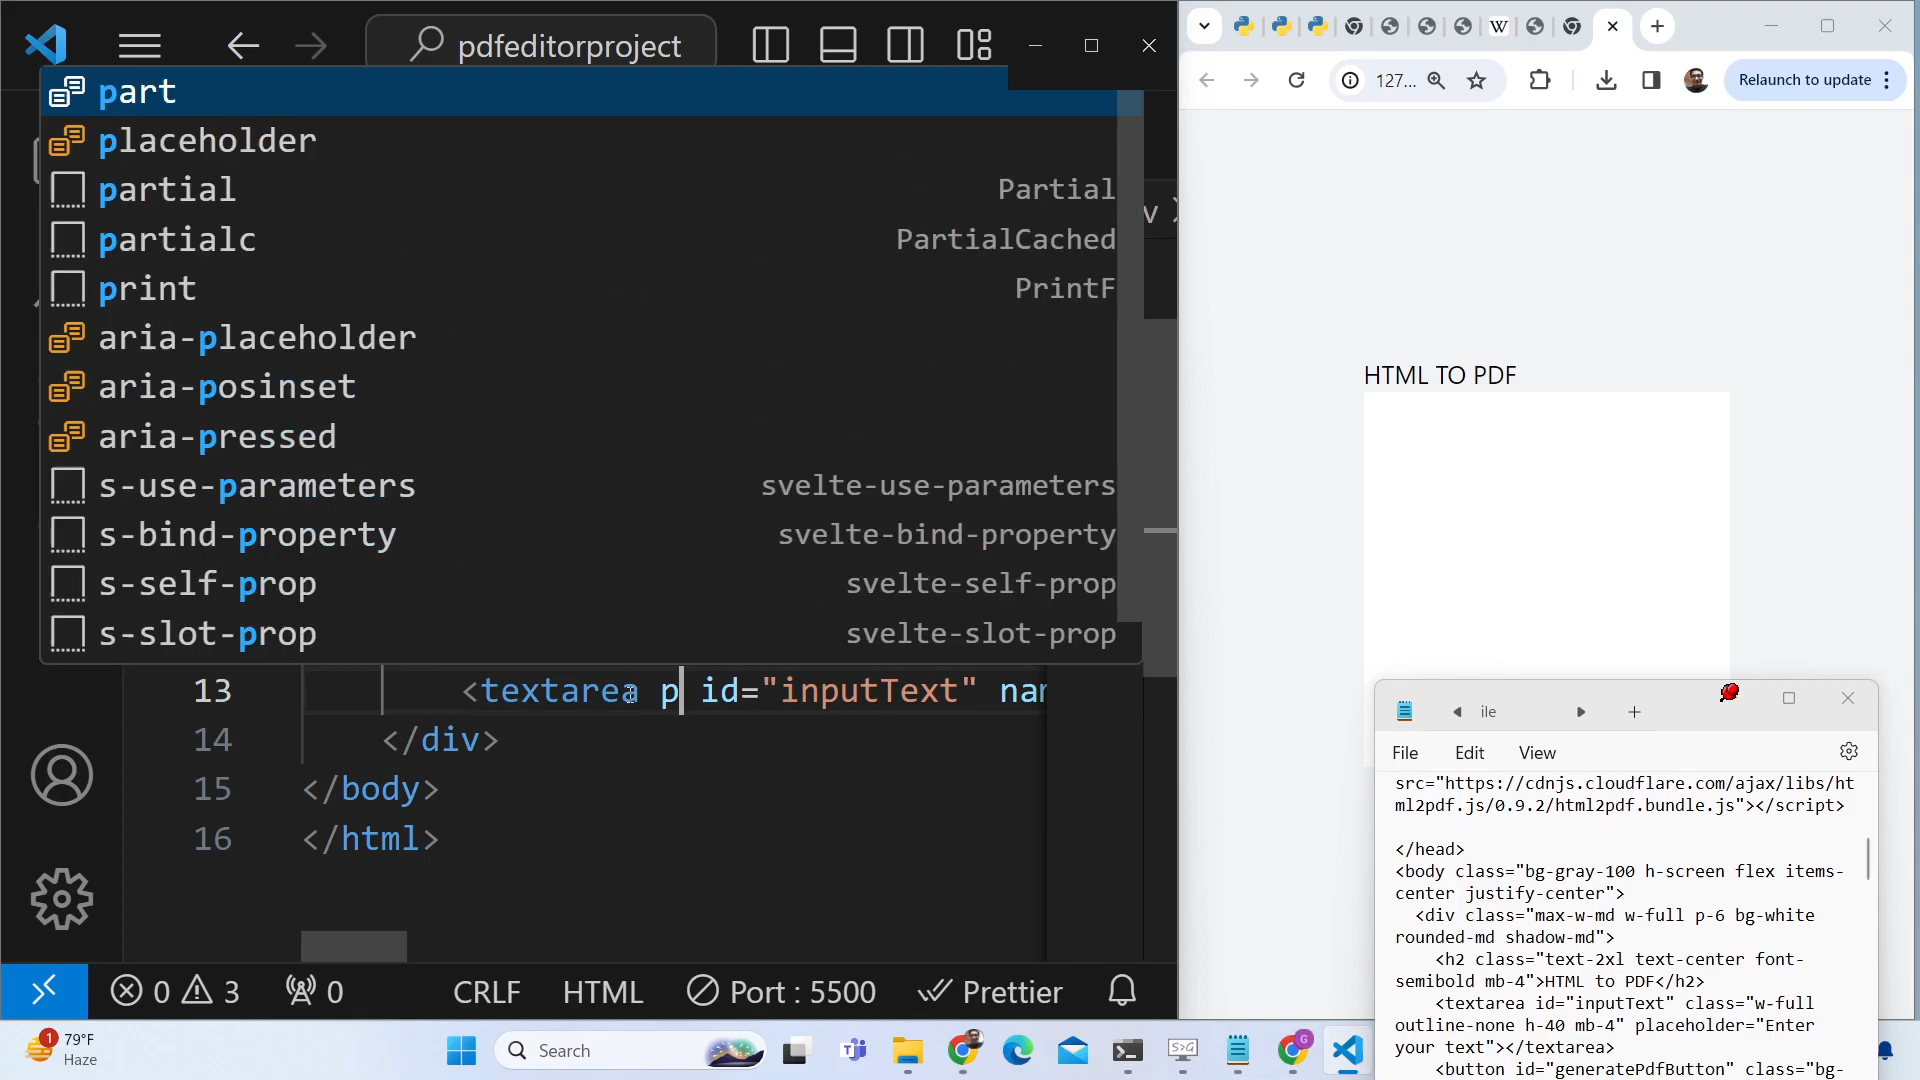 pdfeditorproject
part
placeholder
partial Partial
partialc PartialCached
print PrintF
aria-placeholder
aria-posinset
aria-pressed
s-use-parameters svelte-use-parameters
s-bind-property svelte-bind-property
s-self-prop svelte-self-prop
s-slot-prop svelte-slot-prop
13 <textarea p id="inputText" nam
14 </div>
15 </body>
16 </html>
0 3 0 CRLF HTML Port : 5500 Prettier
127...
Relaunch to update
HTML TO PDF
ile
File Edit View
src="https://cdnjs.cloudflare.com/ajax/libs/ht
ml2pdf.js/0.9.2/html2pdf.bundle.js"></script>
</head>
<body class="bg-gray-100 h-screen flex items-
center justify-center">
<div class="max-w-md w-full p-6 bg-white
rounded-md shadow-md">
<h2 class="text-2xl text-center font-
semibold mb-4">HTML to PDF</h2>
<textarea id="inputText" class="w-full
outline-none h-40 mb-4" placeholder="Enter
your text"></textarea>
<button id="generatePdfButton" class="bg-
1
79°F
Haze
Search